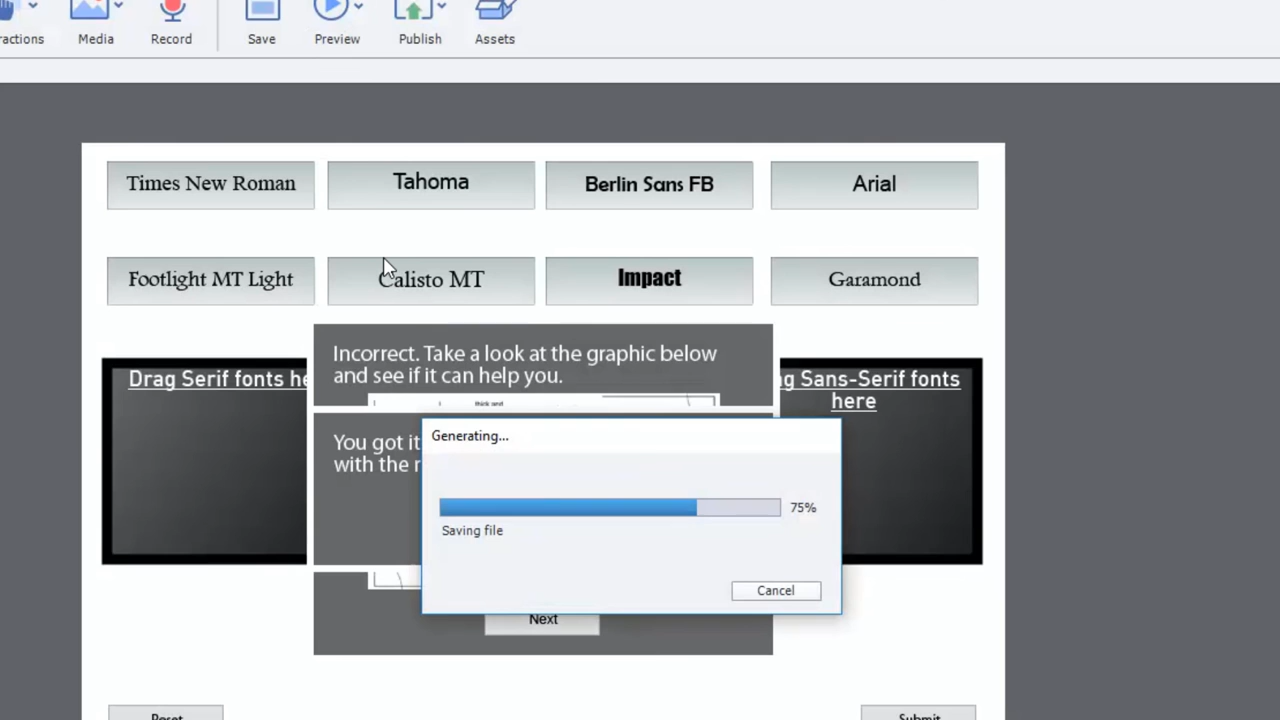 ractions Media Record Save Preview Publish Assets
Times New Roman Tahoma Berlin Sans FB Arial
Footlight MT Light Calisto MT Impact Garamond
Incorrect. Take a look at the graphic below
and see if it can help you.
Drag Serif fonts he
g Sans-Serif fonts
here
thick and
You got it
with the r
Generating...
75%
Saving file
Cancel
Next
Reset Submit